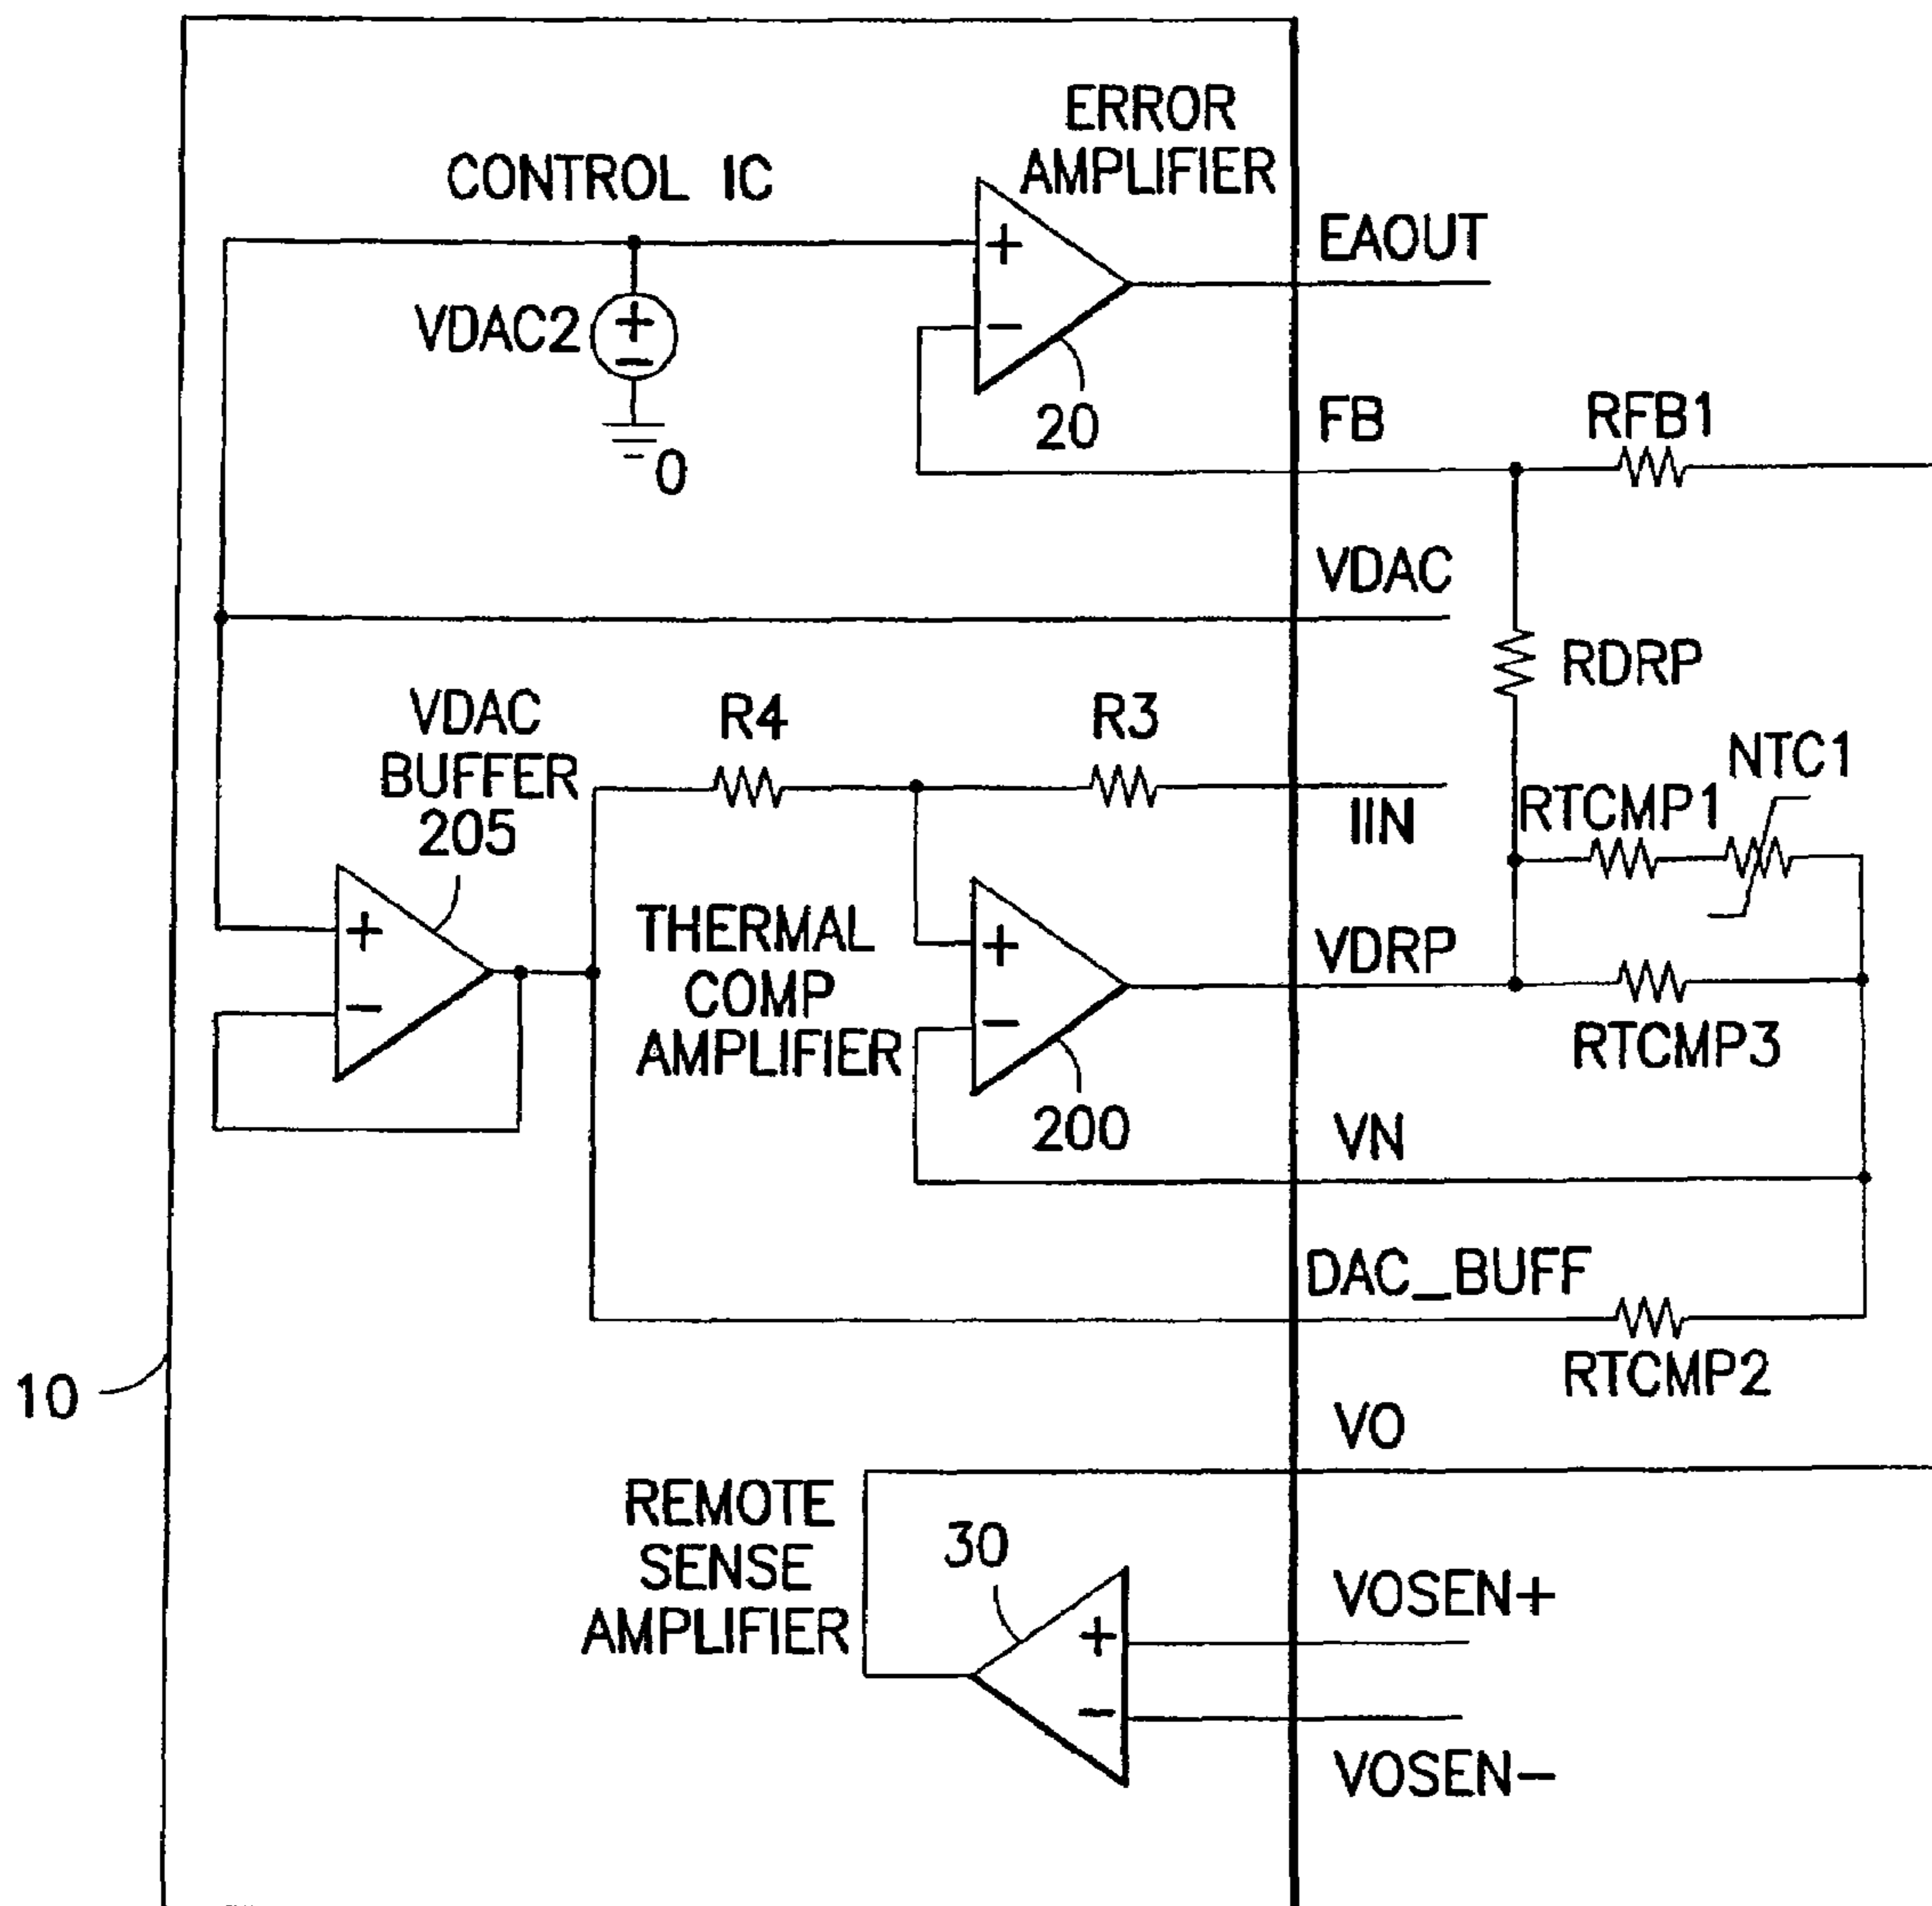 ERROR
AMPLIFIER
CONTROL IC
+
-
EAOUT
VDAC2
+
-
0
20
FB
RFB1
VDAC
RDRP
VDAC
BUFFER
205
R4
R3
IIN
NTC1
RTCMP1
+
-
THERMAL
COMP
AMPLIFIER
+
-
200
VDRP
RTCMP3
VN
DAC_BUFF
RTCMP2
10
VO
REMOTE
SENSE
AMPLIFIER
30
+
-
VOSEN+
VOSEN-